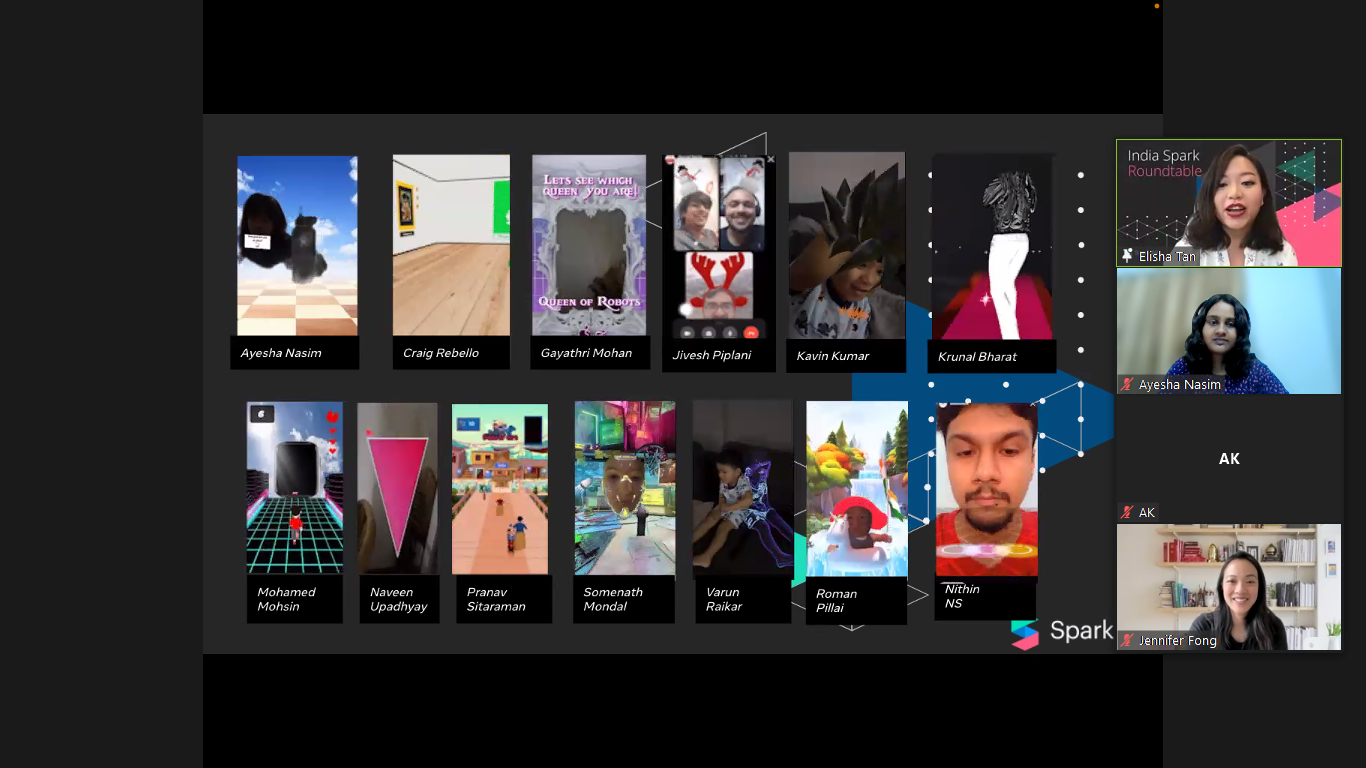 LETS SEE WHICH
QUEEN YOU ARE!
QUEEN OF ROBOTS
Ayesha Nasim
Craig Rebello
Gayathri Mohan
Jivesh Piplani
Kavin Kumar
Krunal Bharat
6
Mohamed
Mohsin
Naveen
Upadhyay
Pranav
Sitaraman
Somenath
Mondal
Varun
Raikar
Roman
Pillai
Nithin
NS
Spark
India Spark
Roundtable
Elisha Tan
Ayesha Nasim
AK
AK
Jennifer Fong